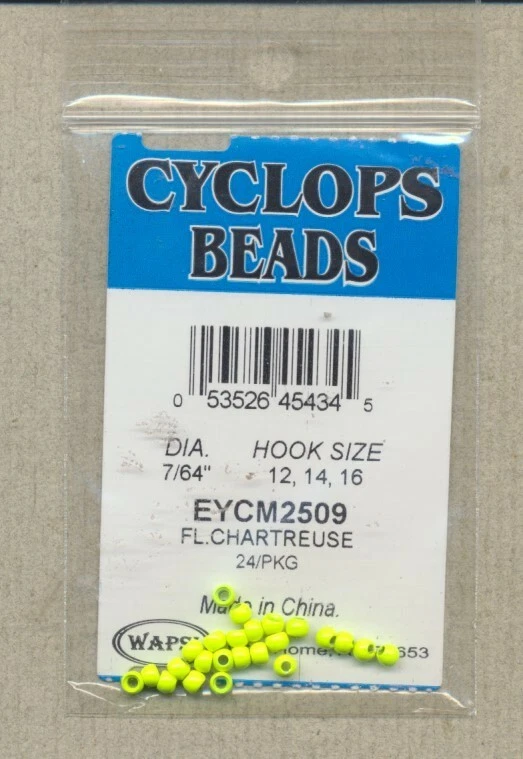 CYCLOPS
BEADS
0 53526 45434 5
DIA. HOOK SIZE
7/64" 12, 14, 16
EYCM2509
FL.CHARTREUSE
24/PKG
Made in China.
WAPSI
653